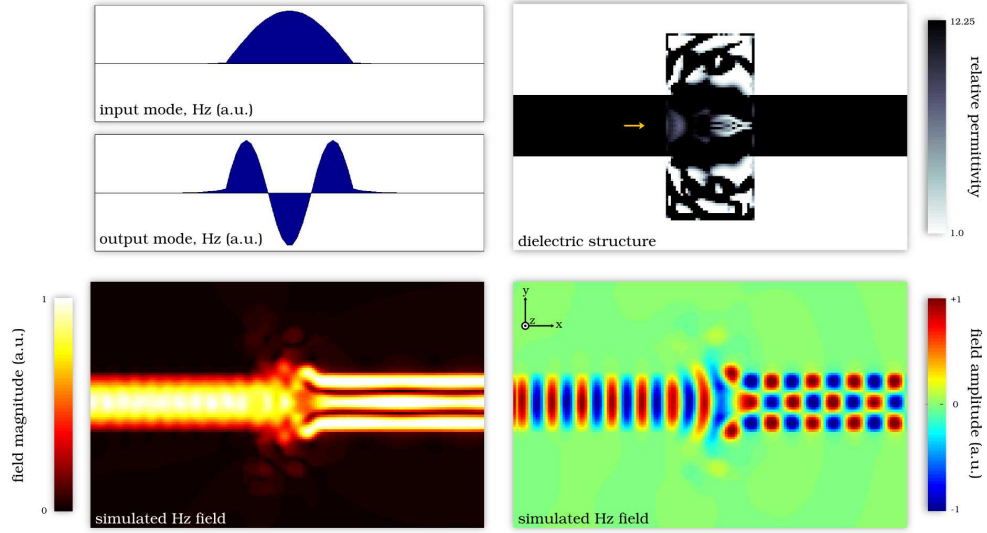 input mode, Hz (a.u.)
output mode, Hz (a.u.)
dielectric structure
12.25
relative permittivity
1.0
field magnitude (a.u.)
1
0
simulated Hz field
y
z
x
simulated Hz field
+1
0
-1
field amplitude (a.u.)